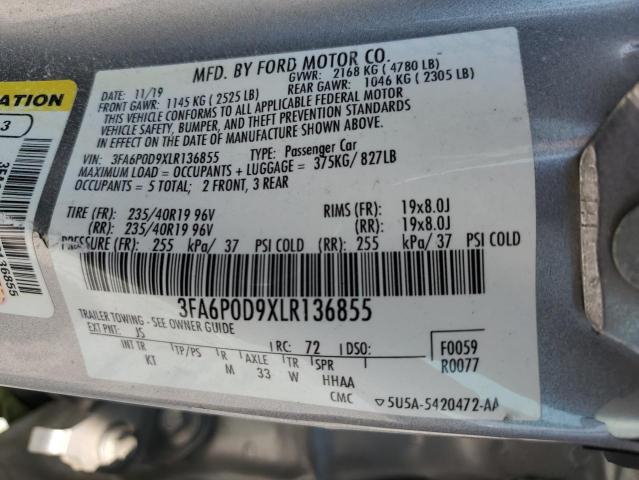 MFD. BY FORD MOTOR CO.
DATE: 11/19 GVWR: 2168 KG ( 4780 LB)
FRONT GAWR: 1145 KG ( 2525 LB) REAR GAWR: 1046 KG ( 2305 LB)
THIS VEHICLE CONFORMS TO ALL APPLICABLE FEDERAL MOTOR
VEHICLE SAFETY, BUMPER, AND THEFT PREVENTION STANDARDS
IN EFFECT ON THE DATE OF MANUFACTURE SHOWN ABOVE.
VIN: 3FA6P0D9XLR136855 TYPE: Passenger Car
MAXIMUM LOAD = OCCUPANTS + LUGGAGE = 375KG/ 827LB
OCCUPANTS = 5 TOTAL; 2 FRONT, 3 REAR
TIRE (FR): 235/40R19 96V RIMS (FR): 19x8.0J
(RR): 235/40R19 96V (RR): 19x8.0J
PRESSURE (FR): 255 kPa/ 37 PSI COLD (RR): 255 kPa/ 37 PSI COLD
3FA6P0D9XLR136855
TRAILER TOWING - SEE OWNER GUIDE
EXT PNT: JS RC: 72 DSO: F0059
INT TR TP/PS R AXLE TR SPR R0077
KT M 33 W HHAA
CMC 5U5A-5420472-AA
ATION
3
136855